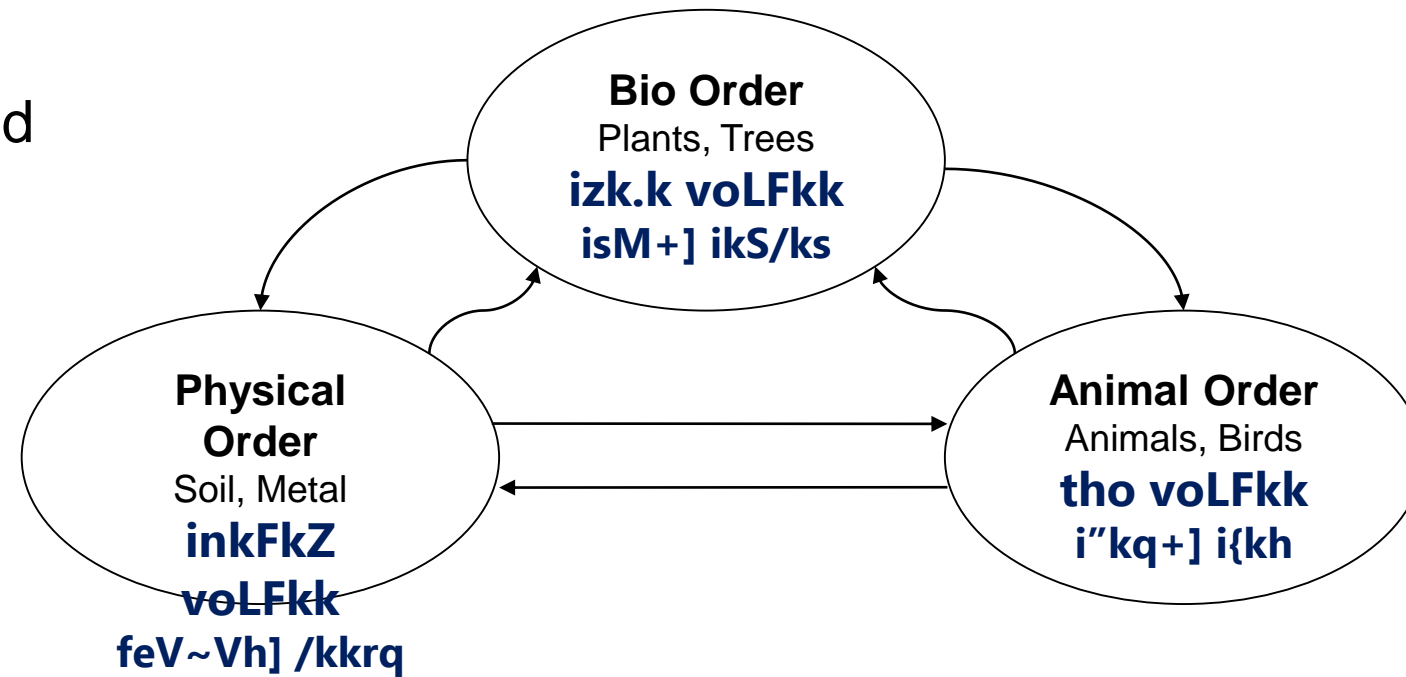 d
Bio Order
Plants, Trees
izk.k voLFkk
isM+] ikS/ks
Physical
Order
Soil, Metal
inkFkZ
voLFkk
feV~Vh] /kkrq
Animal Order
Animals, Birds
tho voLFkk
i″kq+] i{kh